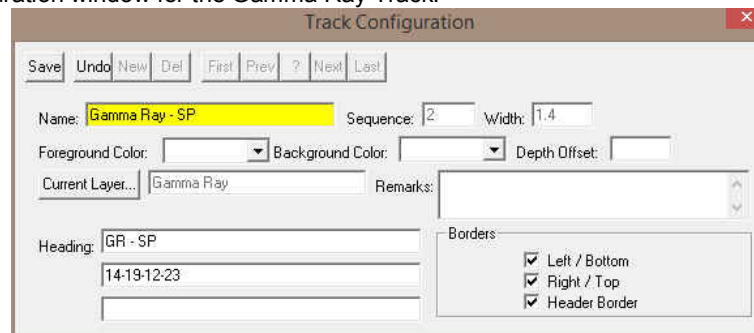 uration window for the Gamma Ray Track.
Track Configuration
Save Undo New Del First Prev ? Next Last
Name: Gamma Ray - SP Sequence: 2 Width: 1.4
Foreground Color: Background Color: Depth Offset:
Current Layer... Gamma Ray Remarks:
Heading: GR - SP
14-19-12-23
Borders
Left / Bottom
Right / Top
Header Border